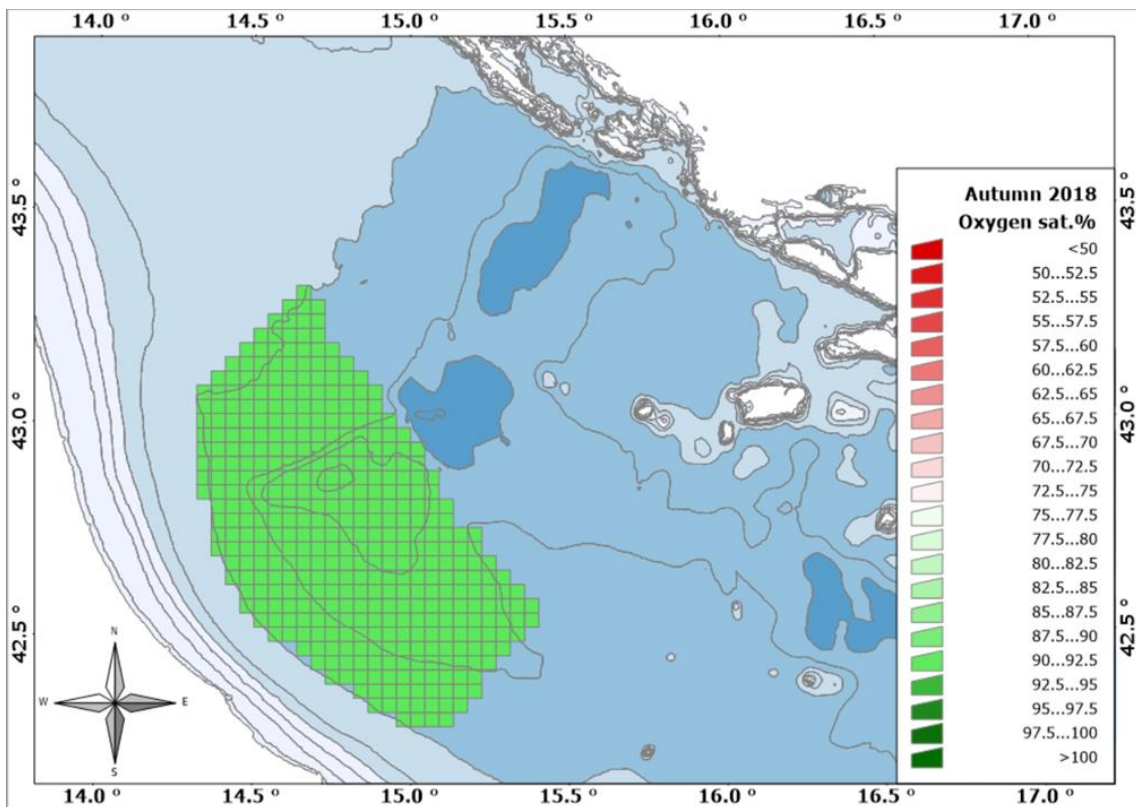 14.0 ° 14.5 ° 15.0 ° 15.5 ° 16.0 ° 16.5 ° 17.0 °
43.5 ° 43.5 °
43.0 ° 43.0 °
42.5 ° 42.5 °
Autumn 2018
Oxygen sat.%
<50
50...52.5
52.5...55
55...57.5
57.5...60
60...62.5
62.5...65
65...67.5
67.5...70
70...72.5
72.5...75
75...77.5
77.5...80
80...82.5
82.5...85
85...87.5
87.5...90
90...92.5
92.5...95
95...97.5
97.5...100
>100
N
W E
S
14.0 ° 14.5 ° 15.0 ° 15.5 ° 16.0 ° 16.5 ° 17.0 °